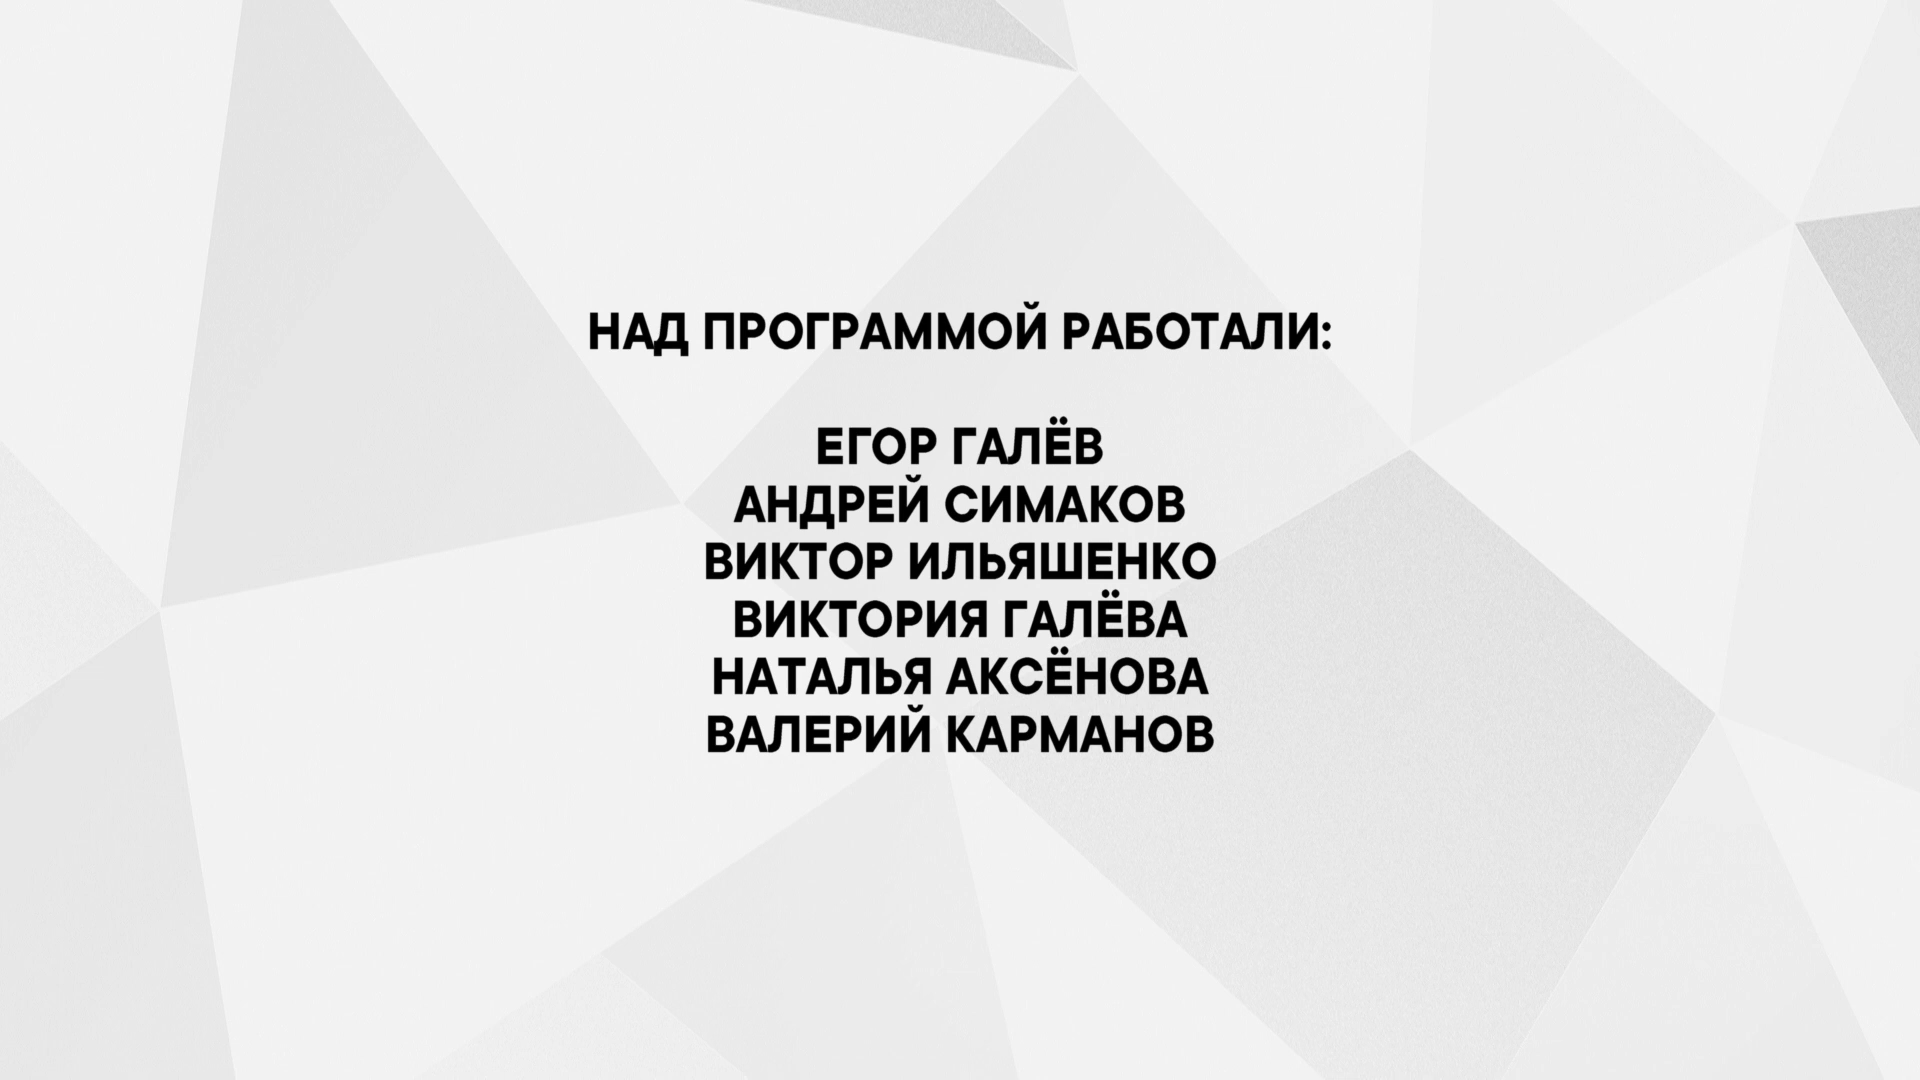 НАД ПРОГРАММОЙ РАБОТАЛИ:
ЕГОР ГАЛЁВ
АНДРЕЙ СИМАКОВ
ВИКТОР ИЛЬЯШЕНКО
ВИКТОРИЯ ГАЛЁВА
НАТАЛЬЯ АКСЁНОВА
ВАЛЕРИЙ КАРМАНОВ